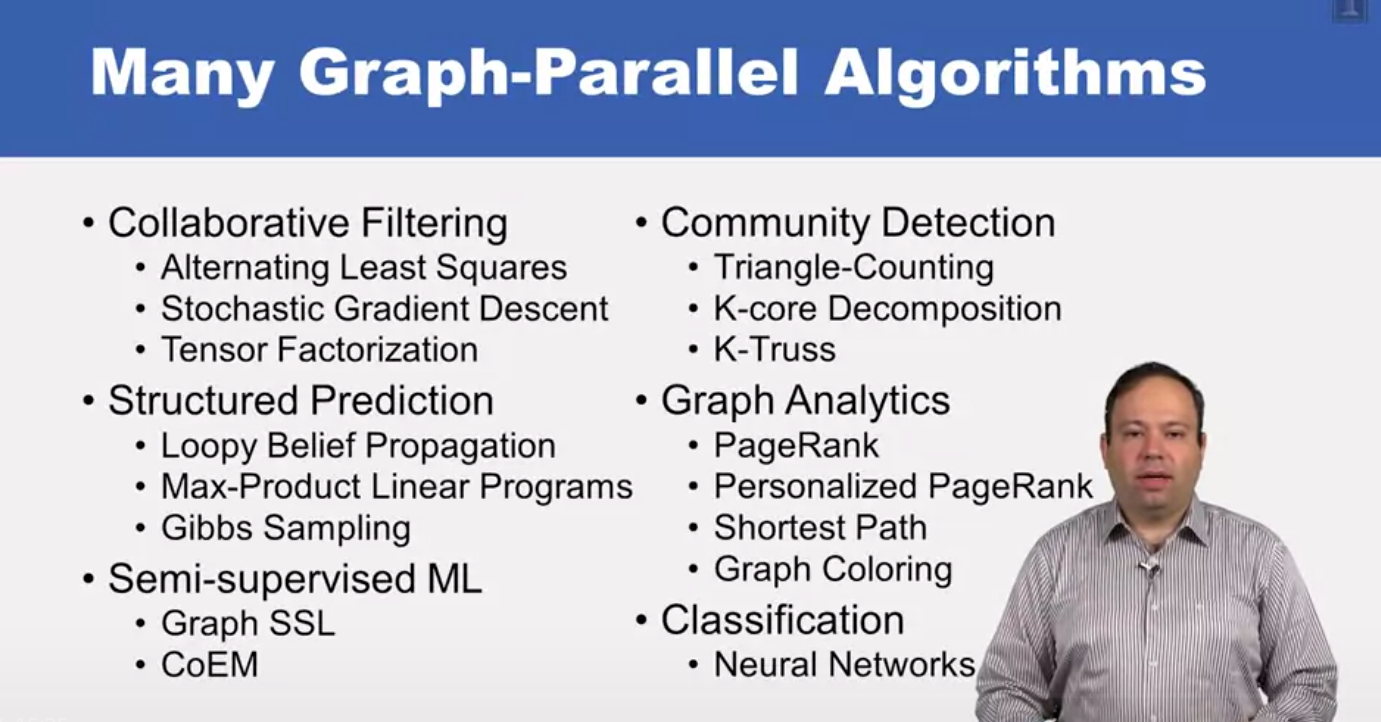 Many Graph-Parallel Algorithms
• Collaborative Filtering
• Alternating Least Squares
• Stochastic Gradient Descent
• Tensor Factorization
• Structured Prediction
• Loopy Belief Propagation
• Max-Product Linear Programs
• Gibbs Sampling
• Semi-supervised ML
• Graph SSL
• CoEM
• Community Detection
• Triangle-Counting
• K-core Decomposition
• K-Truss
• Graph Analytics
• PageRank
• Personalized PageRank
• Shortest Path
• Graph Coloring
• Classification
• Neural Networks